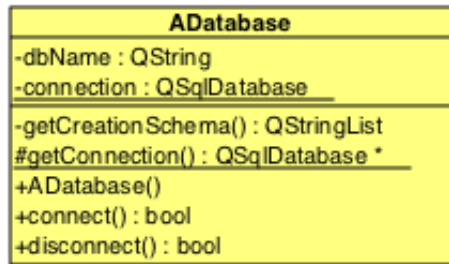 ADatabase
-dbName : QString
-connection : QSqlDatabase
-getCreationSchema() : QStringList
#getConnection() : QSqlDatabase *
+ADatabase()
+connect() : bool
+disconnect() : bool